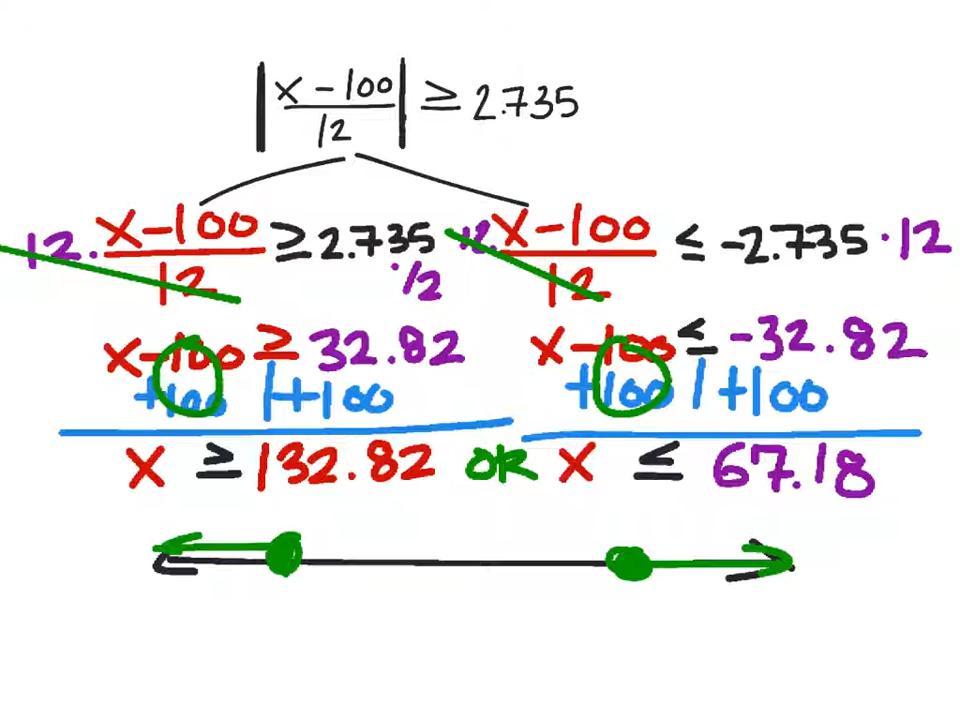 |x - 100 / 12| ≥ 2.735
12 · x - 100 / 12 ≥ 2.735 · 12
12 · x - 100 / 12 ≤ -2.735 · 12
x - 100 ≥ 32.82
x - 100 ≤ -32.82
+100 | +100
+100 | +100
x ≥ 132.82 OR x ≤ 67.18